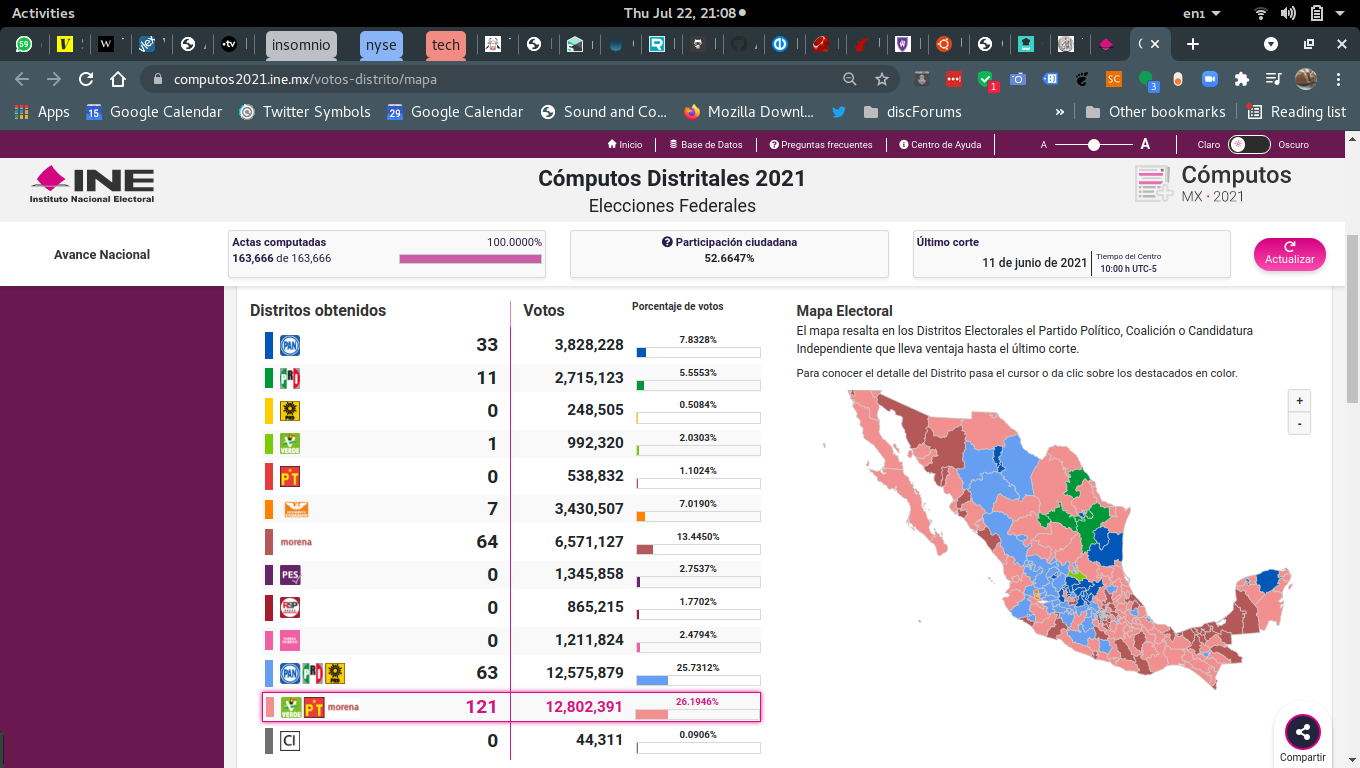 Activities
Thu Jul 22, 21:08
en1
59
V
W
tv
insomnio
nyse
tech
computos2021.ine.mx/votos-distrito/mapa
SC
1
3
Apps
15
Google Calendar
Twitter Symbols
29
Google Calendar
Sound and Co...
Mozilla Downl...
discForums
»
Other bookmarks
Reading list
Inicio
Base de Datos
Preguntas frecuentes
Centro de Ayuda
A
A
Claro
Oscuro
INE
Instituto Nacional Electoral
Cómputos Distritales 2021
Elecciones Federales
Cómputos
MX · 2021
Avance Nacional
Actas computadas
100.0000%
163,666 de 163,666
Participación ciudadana
52.6647%
Último corte
11 de junio de 2021
Tiempo del Centro
10:00 h UTC-5
Actualizar
Distritos obtenidos
Votos
Porcentaje de votos
PAN 33 3,828,228 7.8328%
PRD 11 2,715,123 5.5553%
PRD 0 248,505 0.5084%
VERDE 1 992,320 2.0303%
PT 0 538,832 1.1024%
7 3,430,507 7.0190%
morena 64 6,571,127 13.4450%
PES 0 1,345,858 2.7537%
RSP 0 865,215 1.7702%
0 1,211,824 2.4794%
PAN PRD PRD 63 12,575,879 25.7312%
VERDE PT morena 121 12,802,391 26.1946%
CI 0 44,311 0.0906%
Mapa Electoral
El mapa resalta en los Distritos Electorales el Partido Político, Coalición o Candidatura
Independiente que lleva ventaja hasta el último corte.
Para conocer el detalle del Distrito pasa el cursor o da clic sobre los destacados en color.
+
-
Compartir